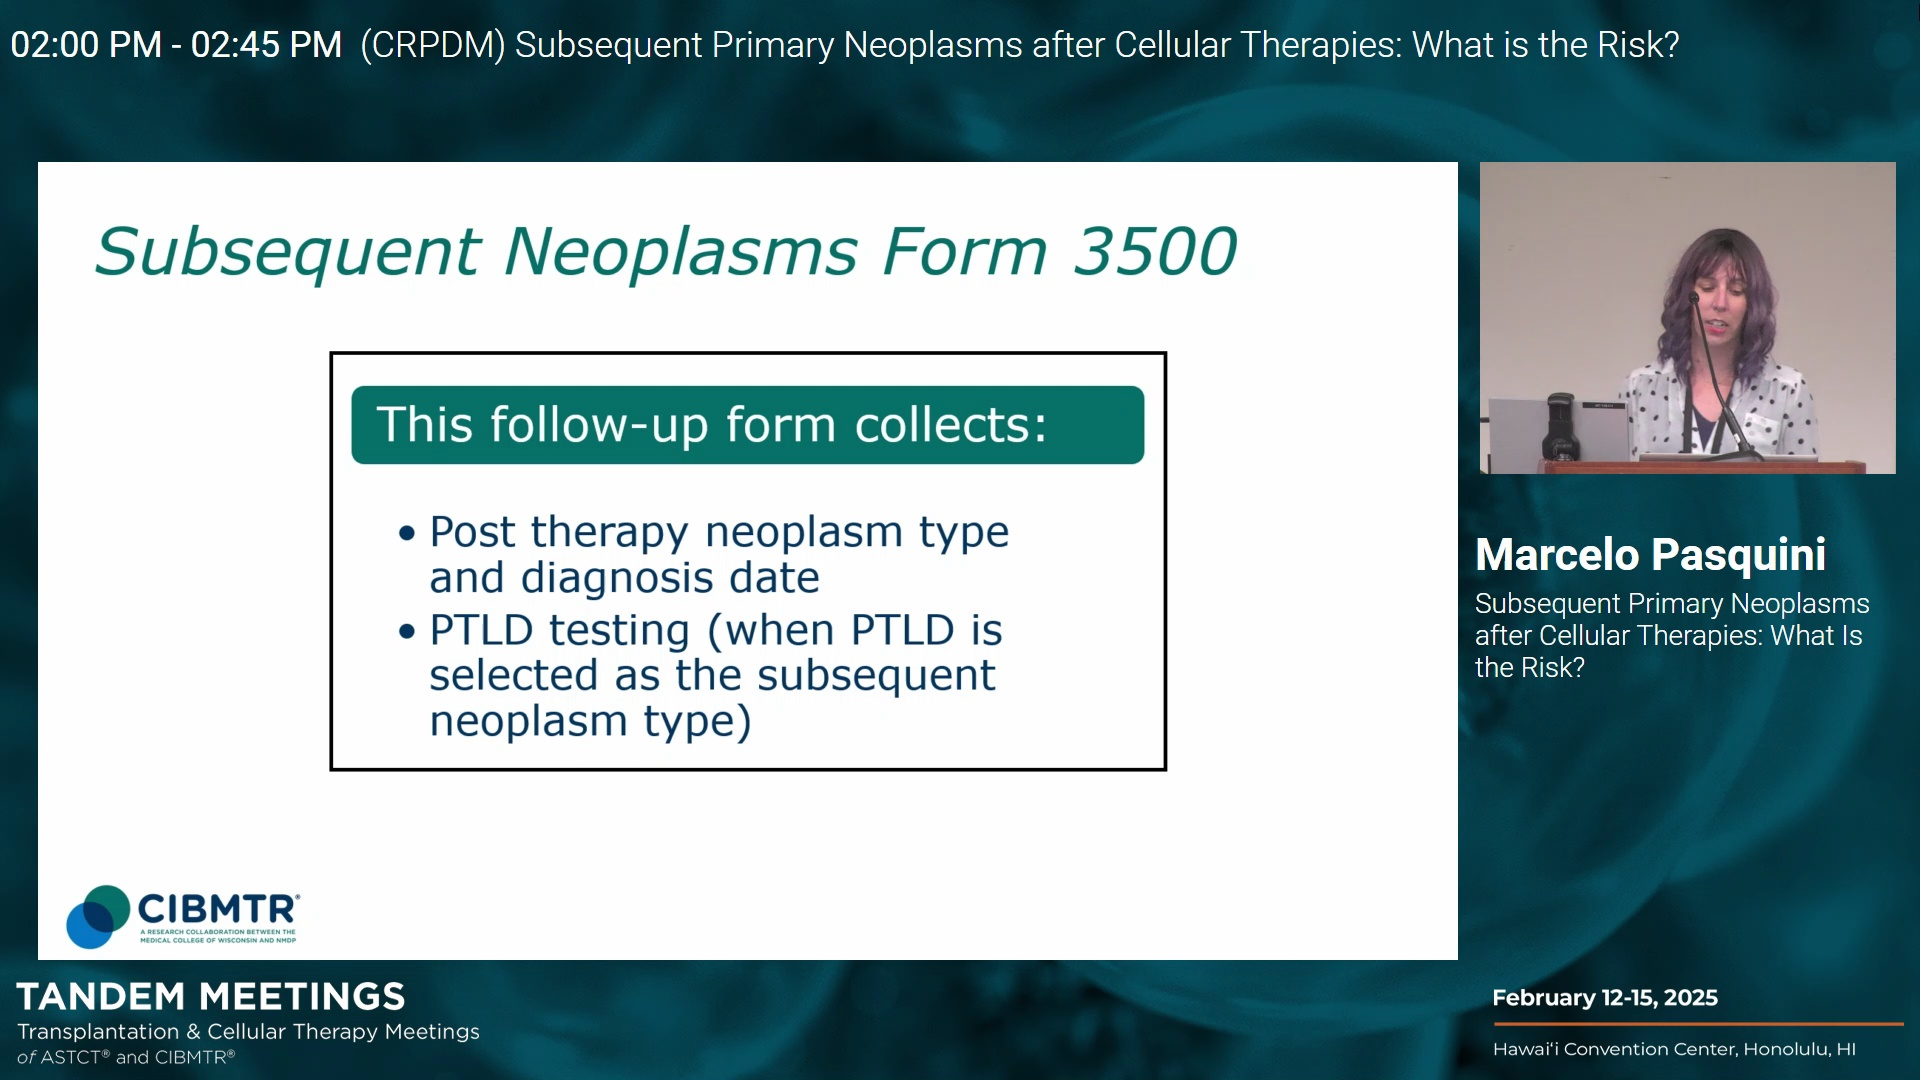 02:00 PM - 02:45 PM (CRPDM) Subsequent Primary Neoplasms after Cellular Therapies: What is the Risk?
Subsequent Neoplasms Form 3500
This follow-up form collects:
• Post therapy neoplasm type
and diagnosis date
• PTLD testing (when PTLD is
selected as the subsequent
neoplasm type)
CIBMTR®
A RESEARCH COLLABORATION BETWEEN THE
MEDICAL COLLEGE OF WISCONSIN AND NMDP
Marcelo Pasquini
Subsequent Primary Neoplasms
after Cellular Therapies: What Is
the Risk?
TANDEM MEETINGS
Transplantation & Cellular Therapy Meetings
of ASTCT® and CIBMTR®
February 12-15, 2025
Hawaiʻi Convention Center, Honolulu, HI